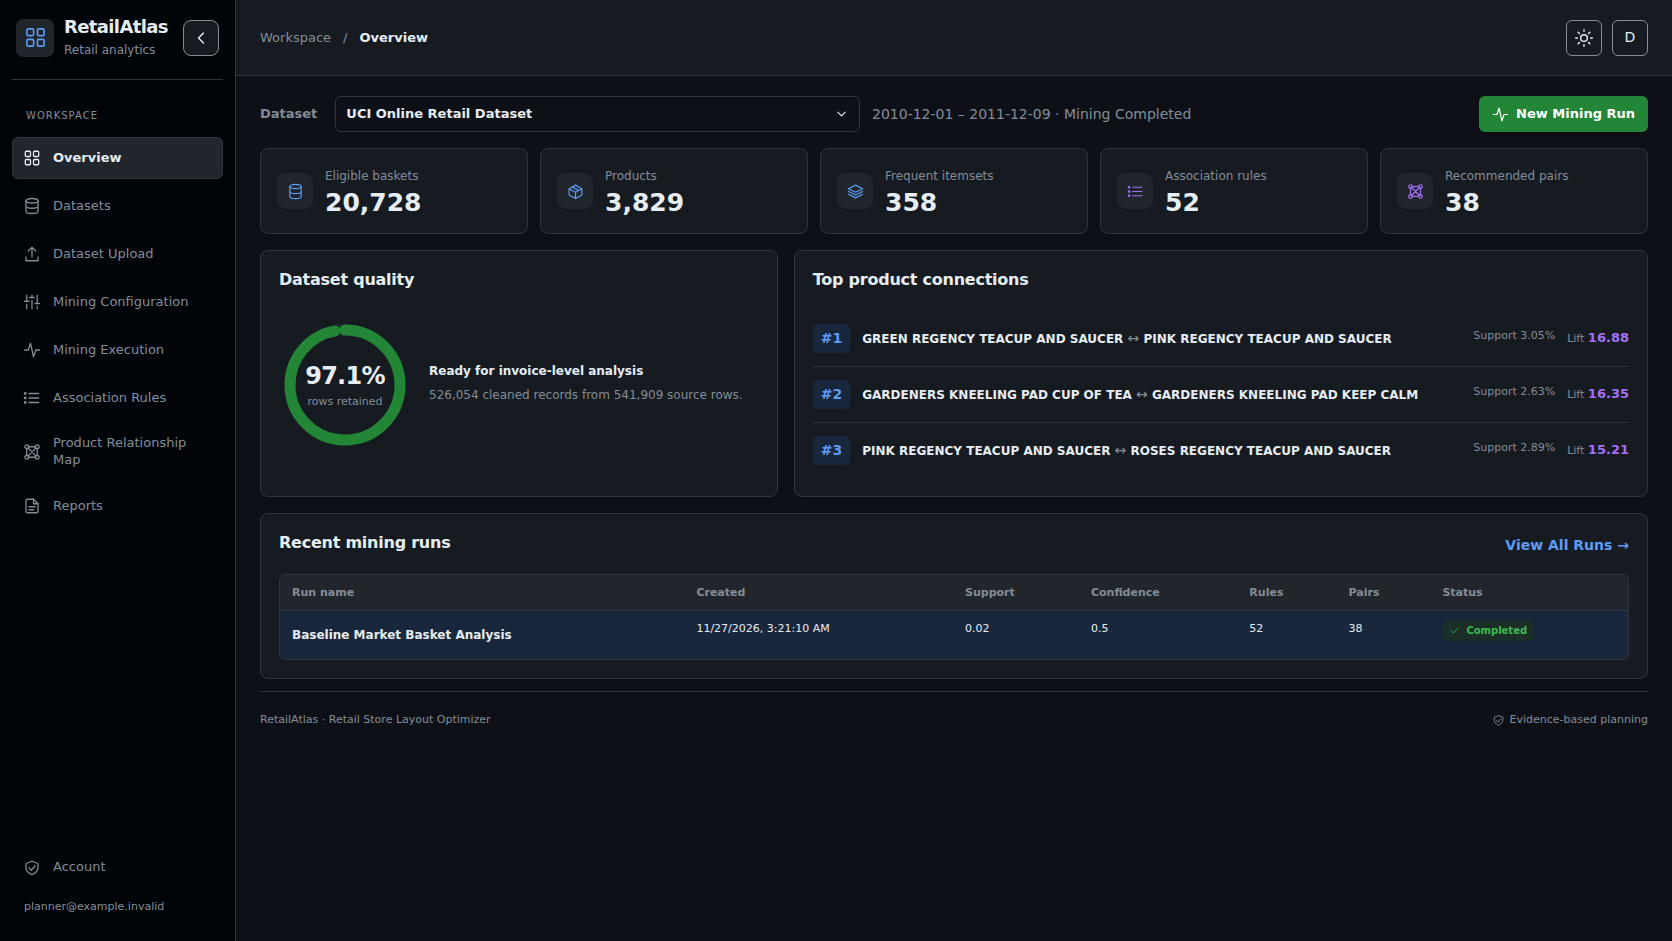 RetailAtlas
Retail analytics
WORKSPACE
Overview
Datasets
Dataset Upload
Mining Configuration
Mining Execution
Association Rules
Product Relationship
Map
Reports
Account
planner@example.invalid
Workspace / Overview
D
Dataset
UCI Online Retail Dataset
2010-12-01 – 2011-12-09 · Mining Completed
New Mining Run
Eligible baskets
20,728
Products
3,829
Frequent itemsets
358
Association rules
52
Recommended pairs
38
Dataset quality
97.1%
rows retained
Ready for invoice-level analysis
526,054 cleaned records from 541,909 source rows.
Top product connections
#1 GREEN REGENCY TEACUP AND SAUCER ↔ PINK REGENCY TEACUP AND SAUCER Support 3.05% Lift 16.88
#2 GARDENERS KNEELING PAD CUP OF TEA ↔ GARDENERS KNEELING PAD KEEP CALM Support 2.63% Lift 16.35
#3 PINK REGENCY TEACUP AND SAUCER ↔ ROSES REGENCY TEACUP AND SAUCER Support 2.89% Lift 15.21
Recent mining runs
View All Runs →
Run name Created Support Confidence Rules Pairs Status
Baseline Market Basket Analysis 11/27/2026, 3:21:10 AM 0.02 0.5 52 38 Completed
RetailAtlas · Retail Store Layout Optimizer
Evidence-based planning